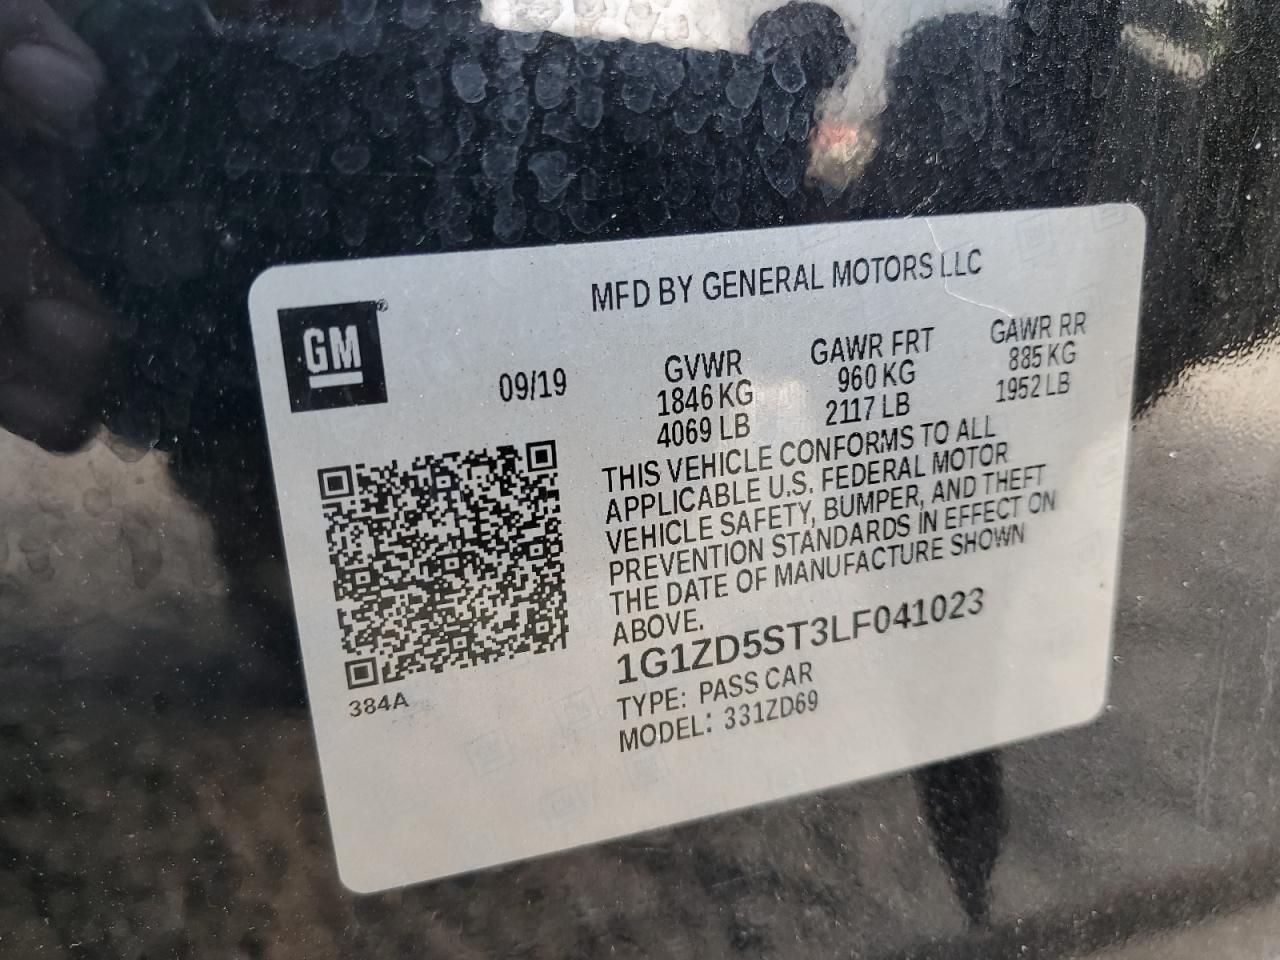 MFD BY GENERAL MOTORS LLC
GM®
09/19
GVWR
1846 KG
4069 LB
GAWR FRT
960 KG
2117 LB
GAWR RR
885 KG
1952 LB
THIS VEHICLE CONFORMS TO ALL
APPLICABLE U.S. FEDERAL MOTOR
VEHICLE SAFETY, BUMPER, AND THEFT
PREVENTION STANDARDS IN EFFECT ON
THE DATE OF MANUFACTURE SHOWN
ABOVE.
1G1ZD5ST3LF041023
TYPE: PASS CAR
MODEL: 331ZD69
384A